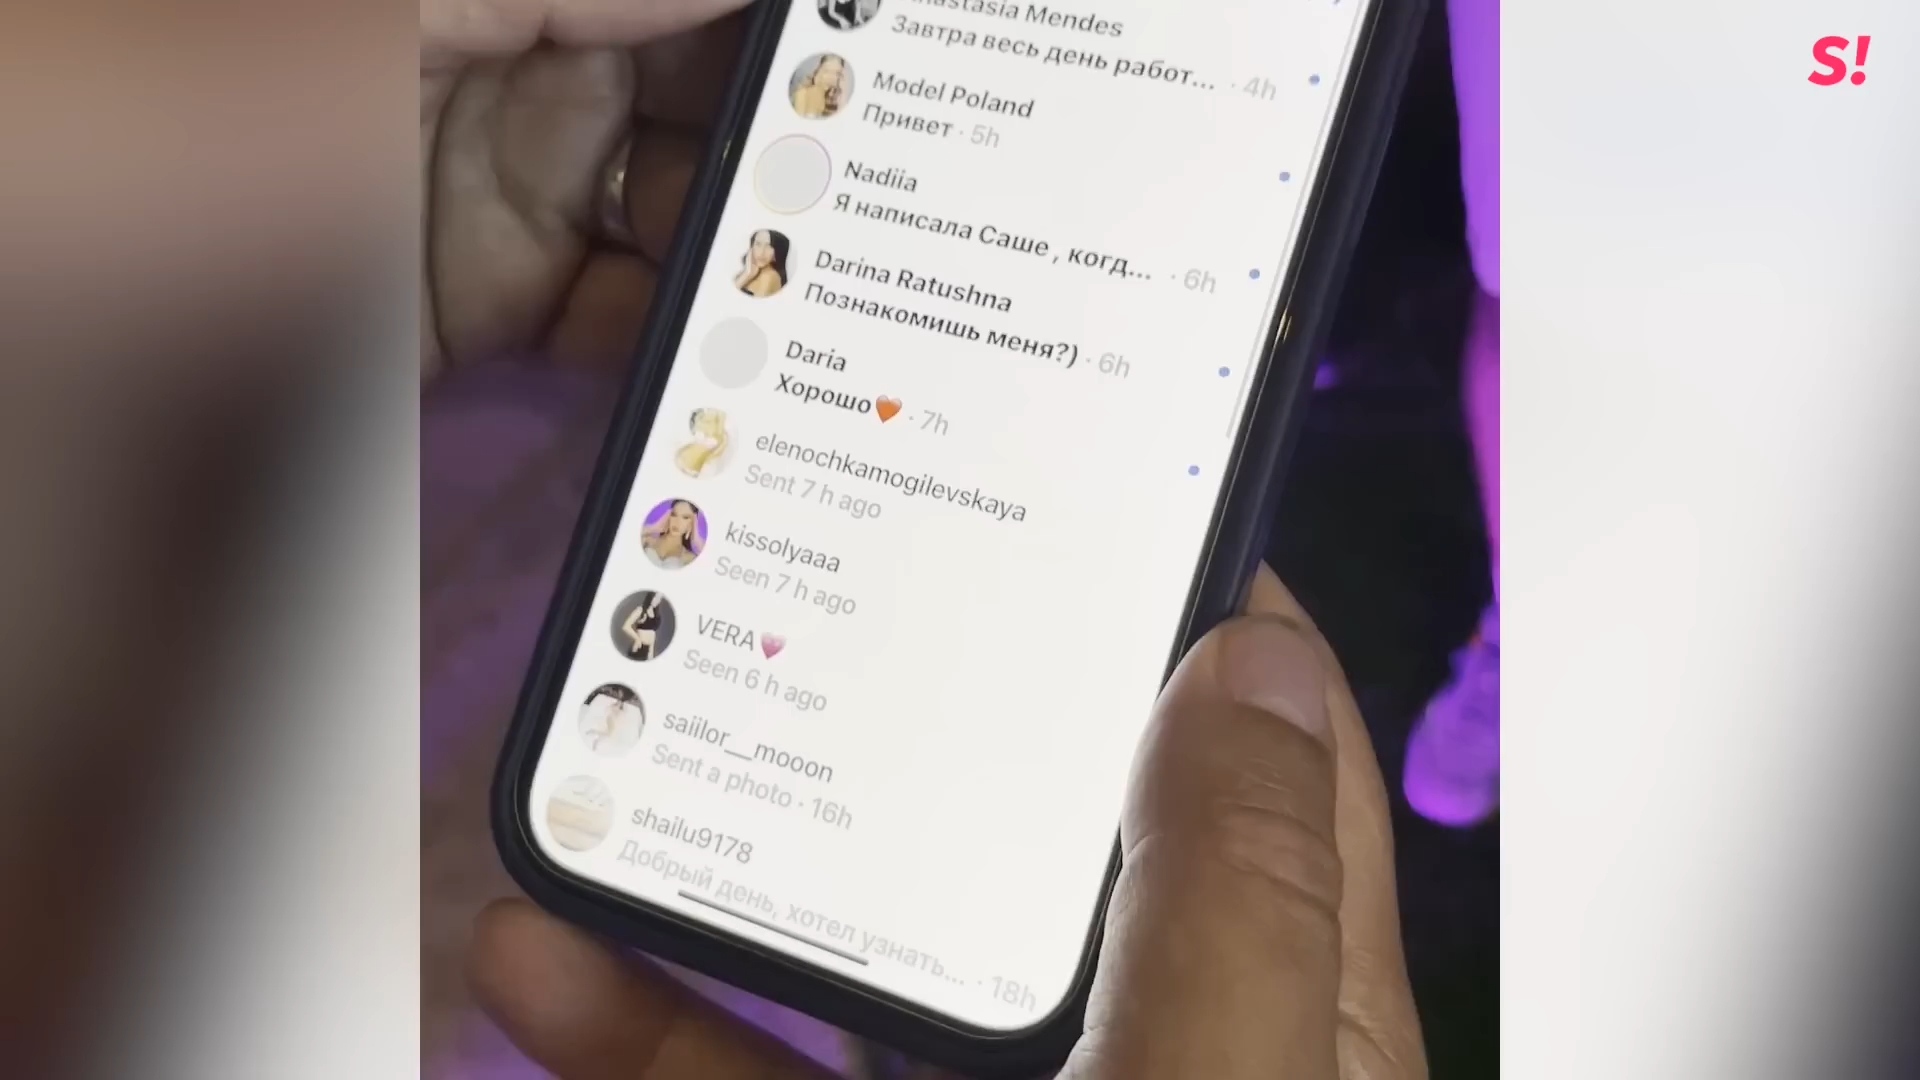 S!
Mendes
Завтра весь день работ... · 4h
Model Poland
Привет · 5h
Nadiia
Я написала Саше , когд... · 6h
Darina Ratushna
Познакомишь меня?) · 6h
Daria
Хорошо🧡 · 7h
elenochkamogilevskaya
Sent 7 h ago
kissolyaaa
Seen 7 h ago
VERA💗
Seen 6 h ago
saiilor__mooon
Sent a photo · 16h
shailu9178
Добрый день, хотел узнать... · 18h